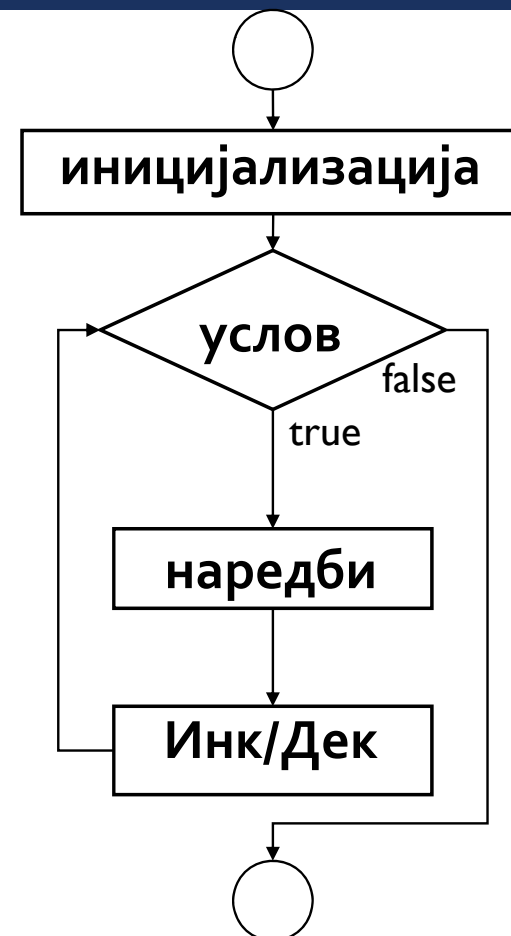 иницијализација
услов
false
true
наредби
Инк/Дек